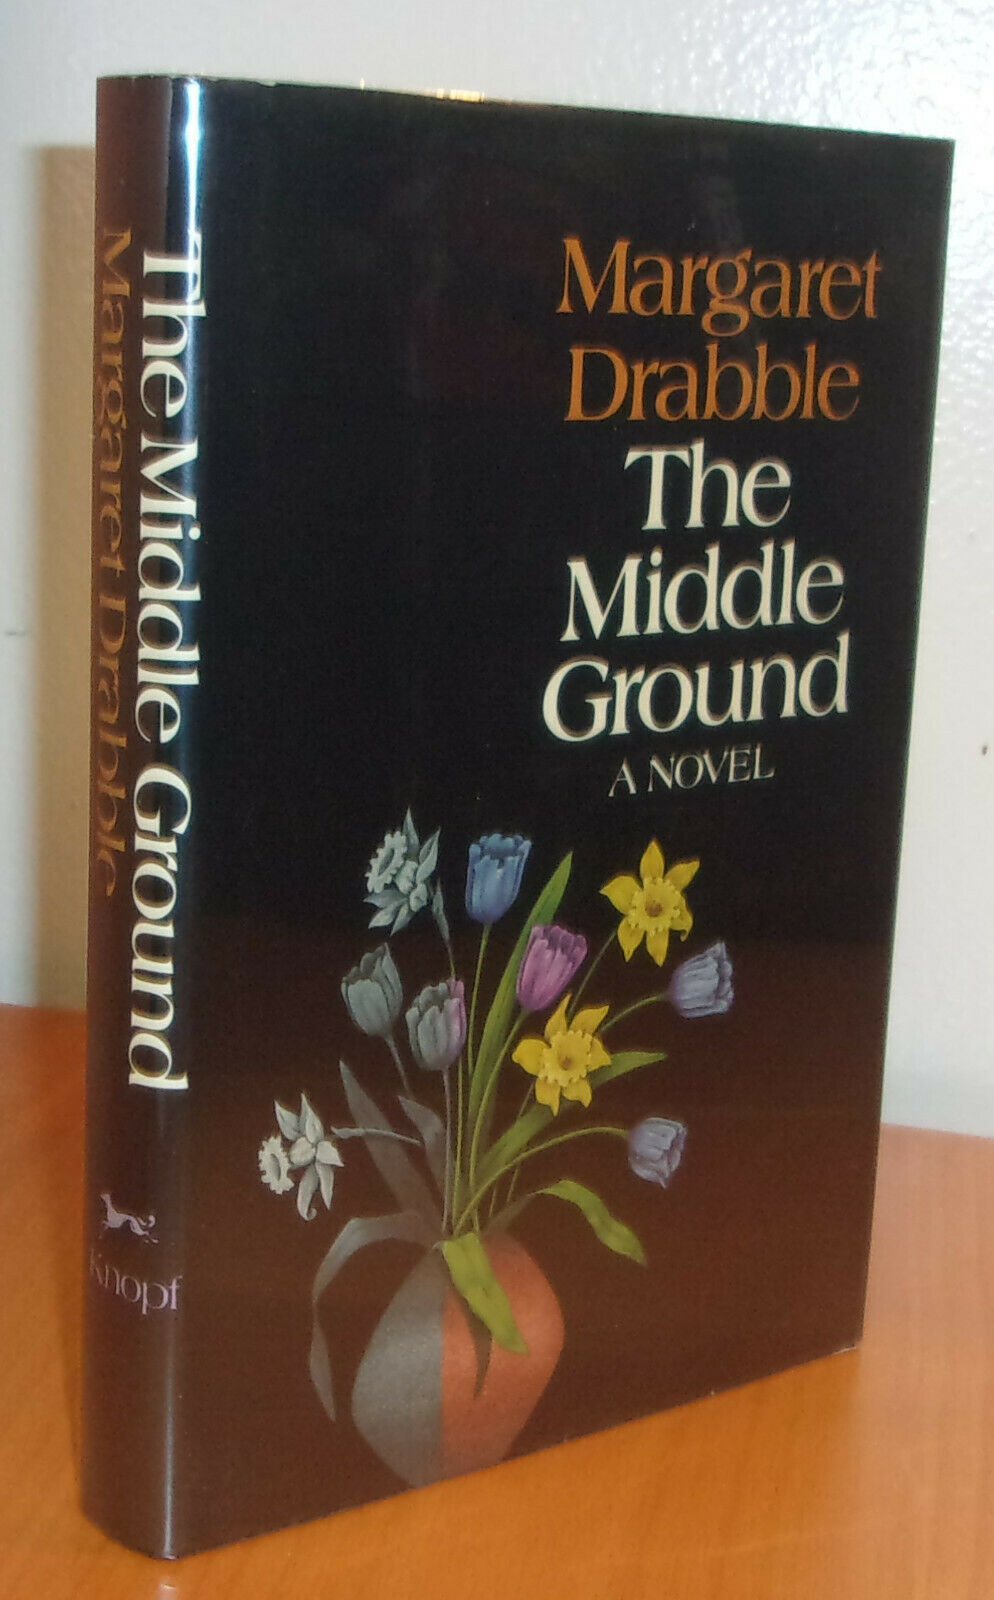 The Middle Ground
Margaret Drabble
Knopf
Margaret
Drabble
The
Middle
Ground
A NOVEL